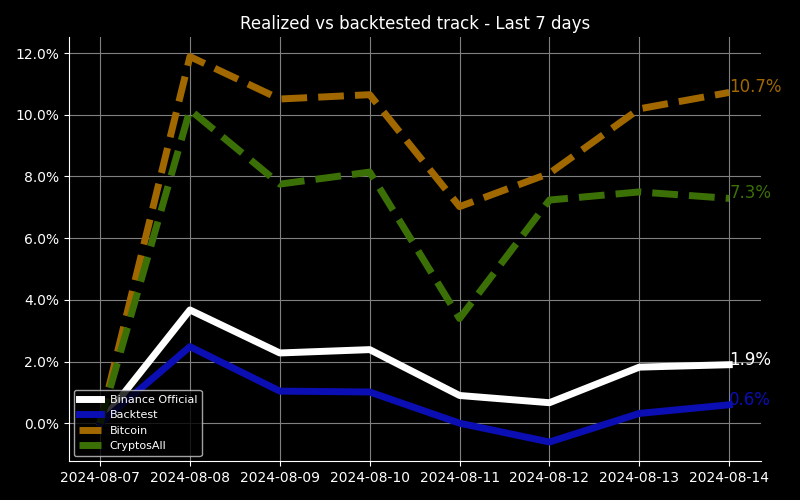 Realized vs backtested track - Last 7 days
12.0%
10.0%
8.0%
6.0%
4.0%
2.0%
0.0%
10.7%
7.3%
1.9%
0.6%
Binance Official
Backtest
Bitcoin
CryptosAll
2024-08-07 2024-08-08 2024-08-09 2024-08-10 2024-08-11 2024-08-12 2024-08-13 2024-08-14